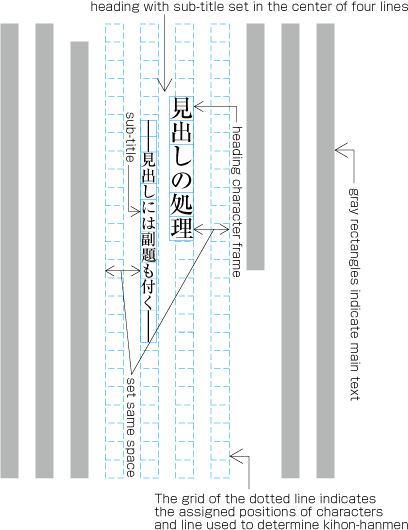 heading with sub-title set in the center of four lines
見出しの処理
――見出しには副題も付く――
sub-title
heading character frame
gray rectangles indicate main text
set same space
The grid of the dotted line indicates
the assigned positions of characters
and line used to determine kihon-hanmen